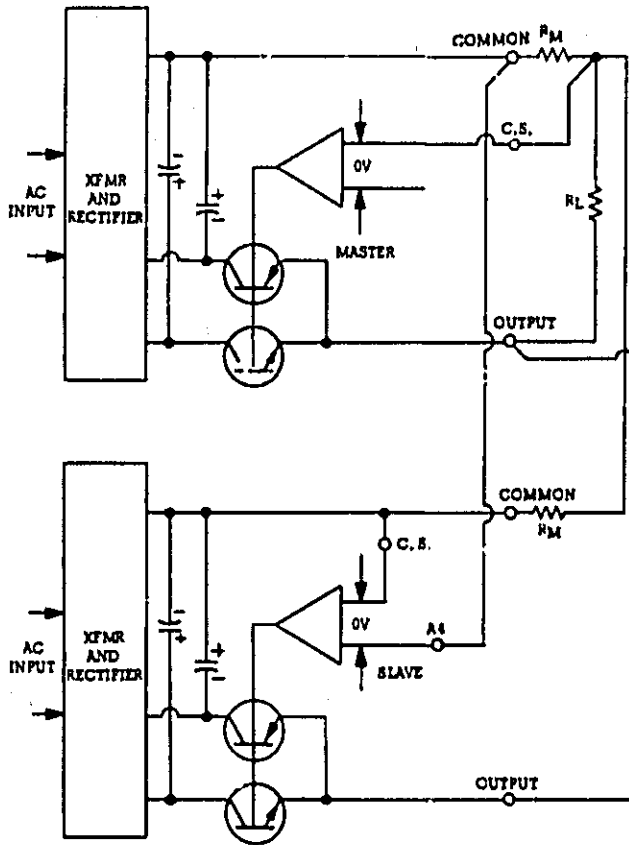 COMMON
RM
C.S.
XFMR
AND
RECTIFIER
AC
INPUT
-
+
+
-
0V
RL
MASTER
OUTPUT
COMMON
RM
C.S.
XFMR
AND
RECTIFIER
AC
INPUT
-
+
+
-
0V
A4
SLAVE
OUTPUT